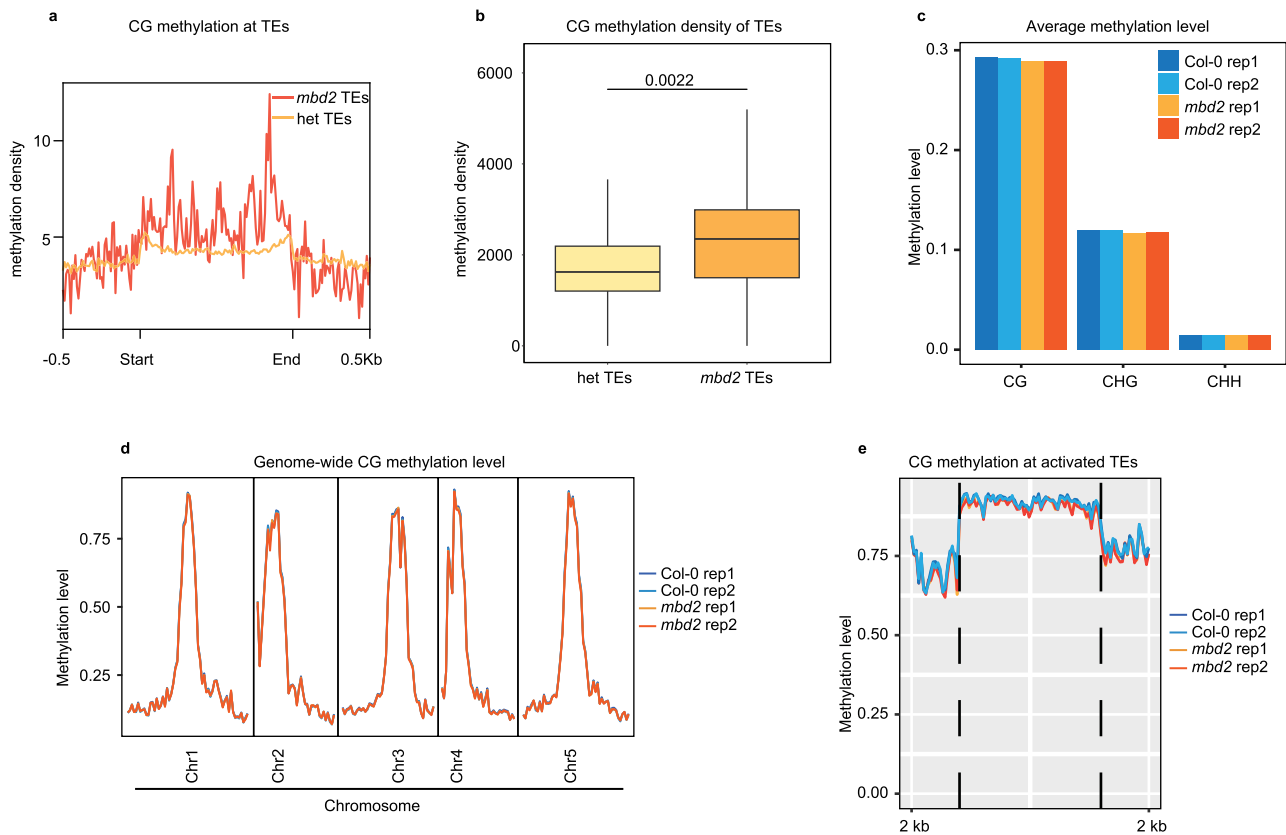 a
CG methylation at TEs
methylation density
10
5
mbd2 TEs
het TEs
-0.5
Start
End
0.5Kb
b
CG methylation density of TEs
methylation density
6000
4000
2000
0
0.0022
het TEs
mbd2 TEs
c
Average methylation level
Methylation level
0.3
0.2
0.1
0.0
Col-0 rep1
Col-0 rep2
mbd2 rep1
mbd2 rep2
CG
CHG
CHH
d
Genome-wide CG methylation level
Methylation level
0.75
0.50
0.25
Chr1
Chr2
Chr3
Chr4
Chr5
Chromosome
Col-0 rep1
Col-0 rep2
mbd2 rep1
mbd2 rep2
e
CG methylation at activated TEs
Methylation level
0.75
0.50
0.25
0.00
2 kb
2 kb
Col-0 rep1
Col-0 rep2
mbd2 rep1
mbd2 rep2